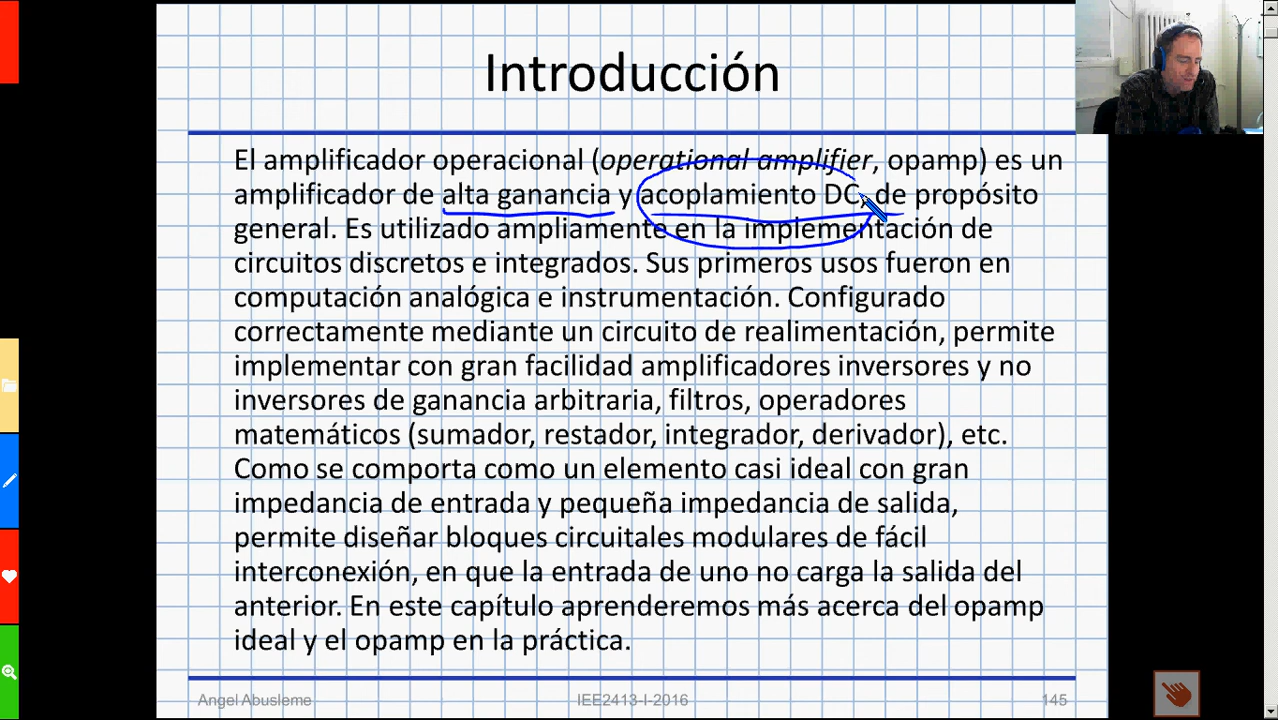 Introducción
El amplificador operacional (operational amplifier, opamp) es un
amplificador de alta ganancia y acoplamiento DC, de propósito
general. Es utilizado ampliamente en la implementación de
circuitos discretos e integrados. Sus primeros usos fueron en
computación analógica e instrumentación. Configurado
correctamente mediante un circuito de realimentación, permite
implementar con gran facilidad amplificadores inversores y no
inversores de ganancia arbitraria, filtros, operadores
matemáticos (sumador, restador, integrador, derivador), etc.
Como se comporta como un elemento casi ideal con gran
impedancia de entrada y pequeña impedancia de salida,
permite diseñar bloques circuitales modulares de fácil
interconexión, en que la entrada de uno no carga la salida del
anterior. En este capítulo aprenderemos más acerca del opamp
ideal y el opamp en la práctica.
Angel Abusleme IEE2413-I-2016 145